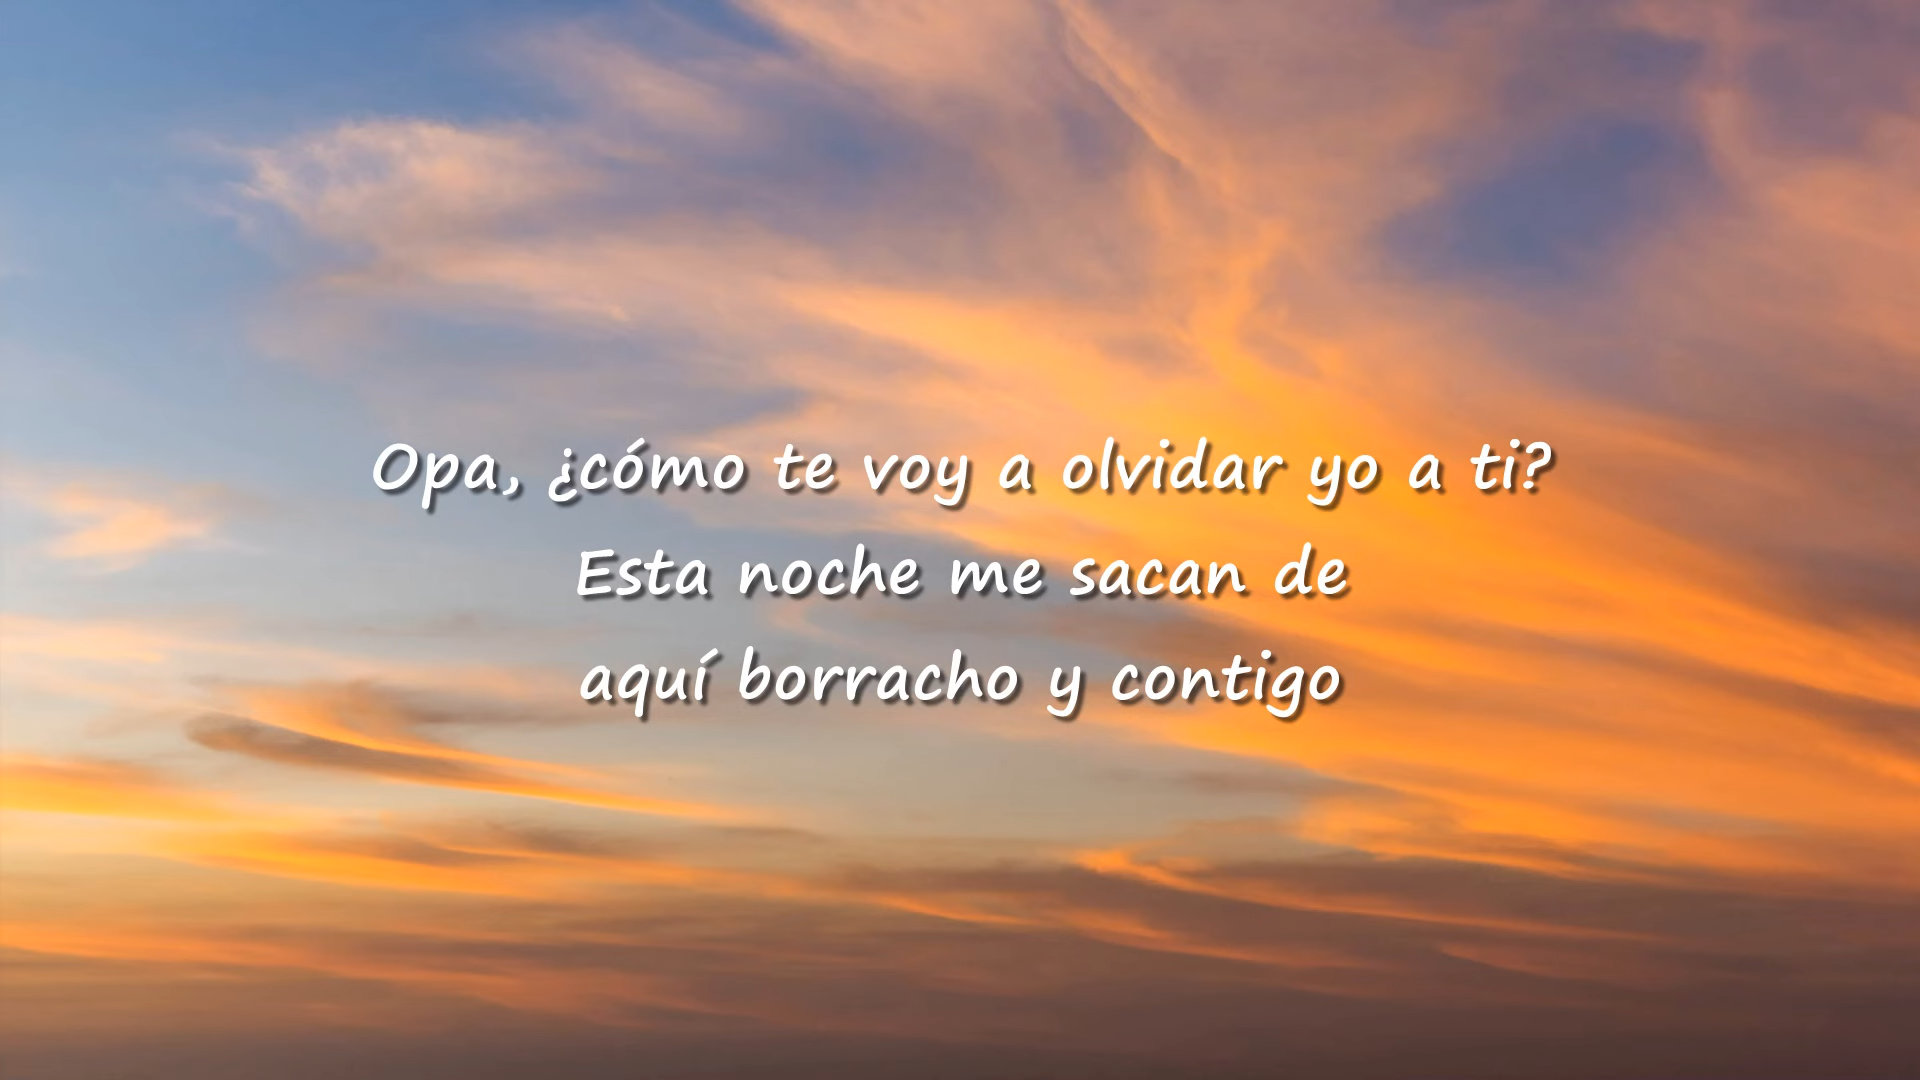 Opa, ¿cómo te voy a olvidar yo a ti?
Esta noche me sacan de
aquí borracho y contigo